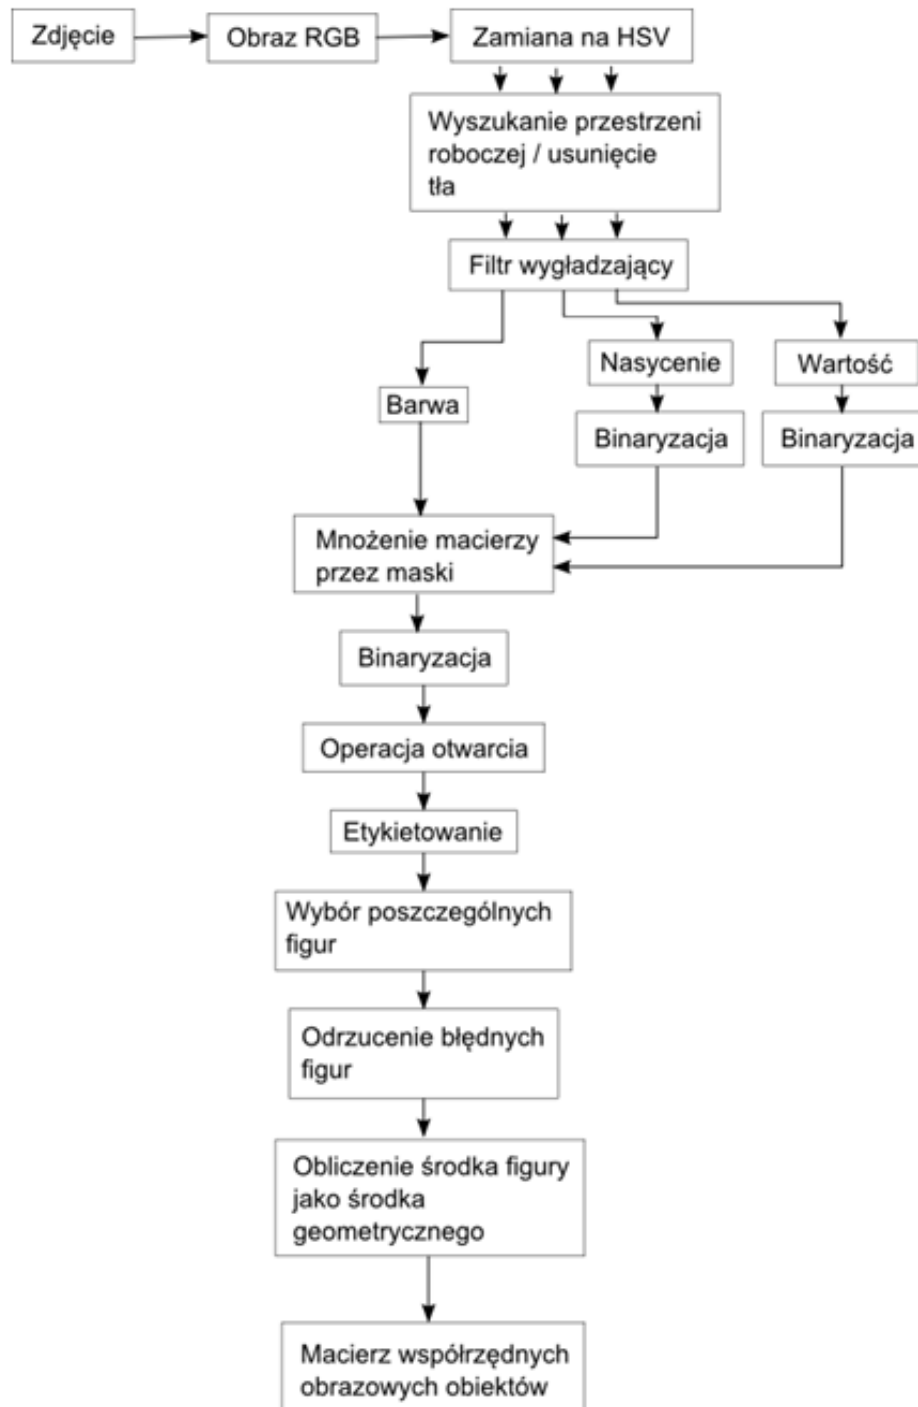 Zdjęcie
Obraz RGB
Zamiana na HSV
Wyszukanie przestrzeni
roboczej / usunięcie
tła
Filtr wygładzający
Nasycenie
Wartość
Barwa
Binaryzacja
Binaryzacja
Mnożenie macierzy
przez maski
Binaryzacja
Operacja otwarcia
Etykietowanie
Wybór poszczególnych
figur
Odrzucenie błędnych
figur
Obliczenie środka figury
jako środka
geometrycznego
Macierz współrzędnych
obrazowych obiektów